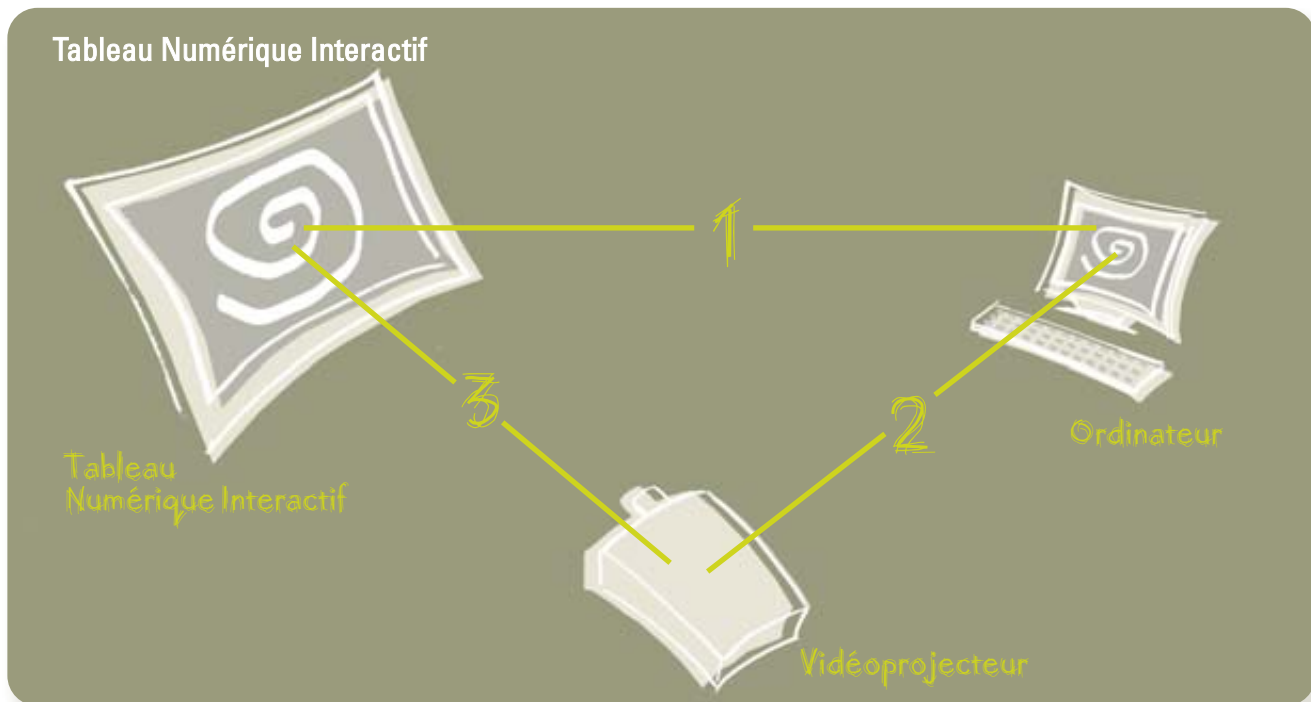 Tableau Numérique Interactif
1
3
2
Ordinateur
Tableau
Numérique Interactif
Vidéoprojecteur